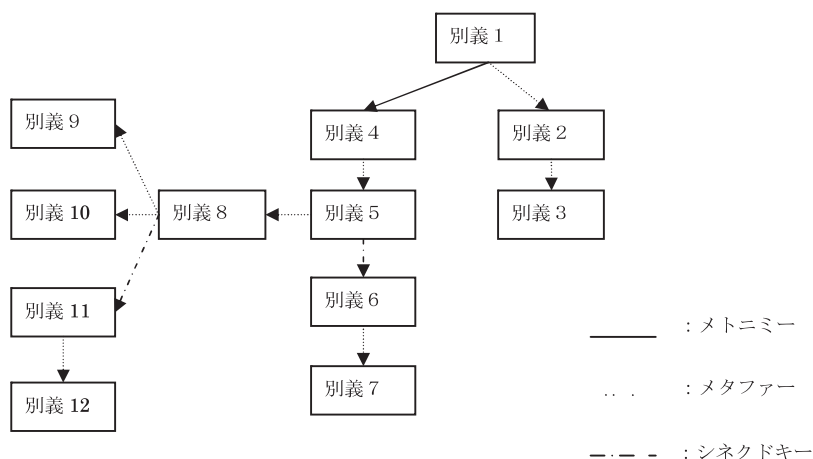 別義１
別義９
別義４
別義２
別義 10
別義８
別義５
別義３
別義 11
別義６
：メトニミー
別義 12
別義７
：メタファー
：シネクドキー